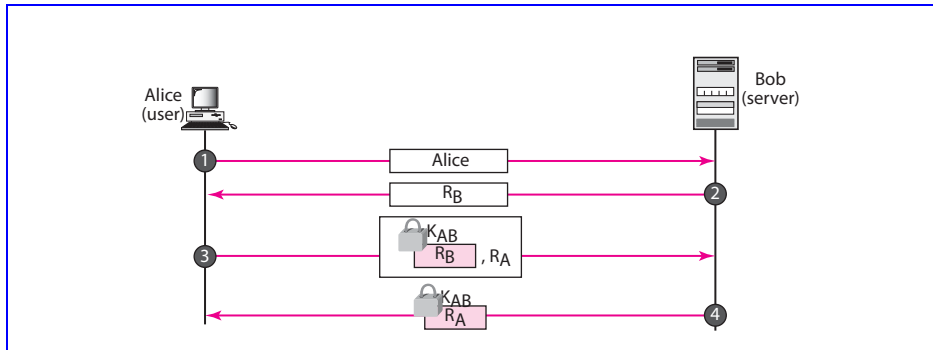 Alice
(user)
Bob
(server)
1
Alice
RB
2
KAB
3
RB , RA
KAB
RA
4